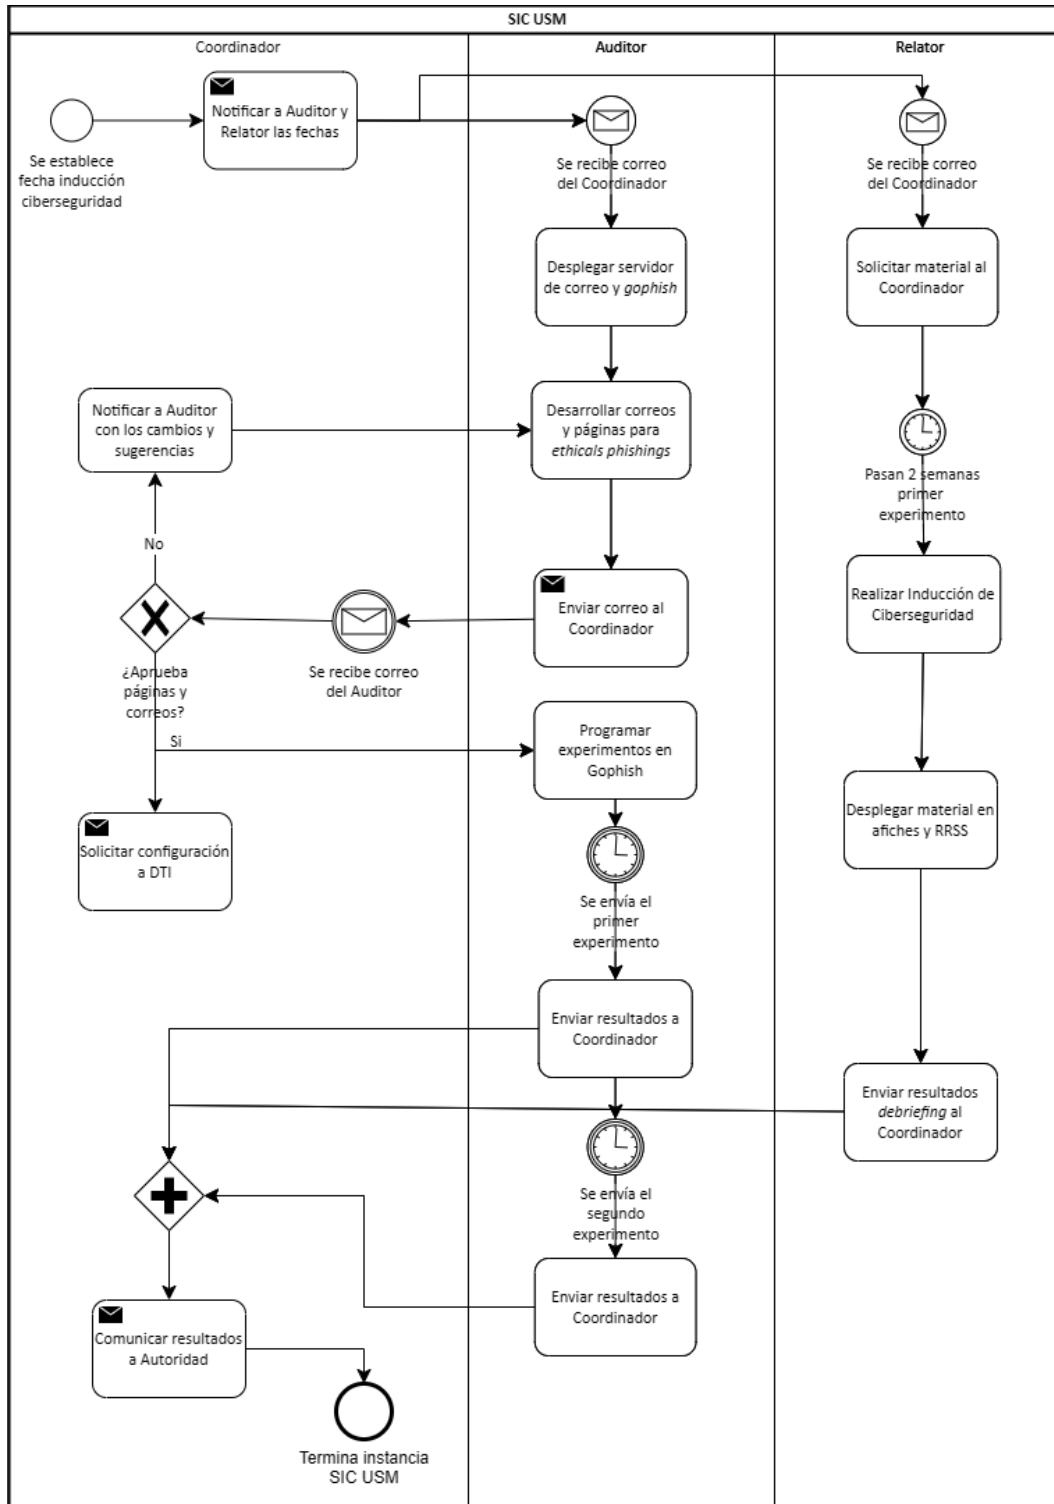 SIC USM
Coordinador
Auditor
Relator
Notificar a Auditor y
Relator las fechas
Se establece
fecha inducción
ciberseguridad
Se recibe correo
del Coordinador
Se recibe correo
del Coordinador
Desplegar servidor
de correo y gophish
Solicitar material al
Coordinador
Notificar a Auditor
con los cambios y
sugerencias
Desarrollar correos
y páginas para
ethicals phishings
Pasan 2 semanas
primer
experimento
No
Enviar correo al
Coordinador
Realizar Inducción de
Ciberseguridad
¿Aprueba
páginas y
correos?
Se recibe correo
del Auditor
Si
Programar
experimentos en
Gophish
Desplegar material en
afiches y RRSS
Solicitar configuración
a DTI
Se envía el
primer
experimento
Enviar resultados a
Coordinador
Enviar resultados
debriefing al
Coordinador
Se envía el
segundo
experimento
Enviar resultados a
Coordinador
Comunicar resultados
a Autoridad
Termina instancia
SIC USM